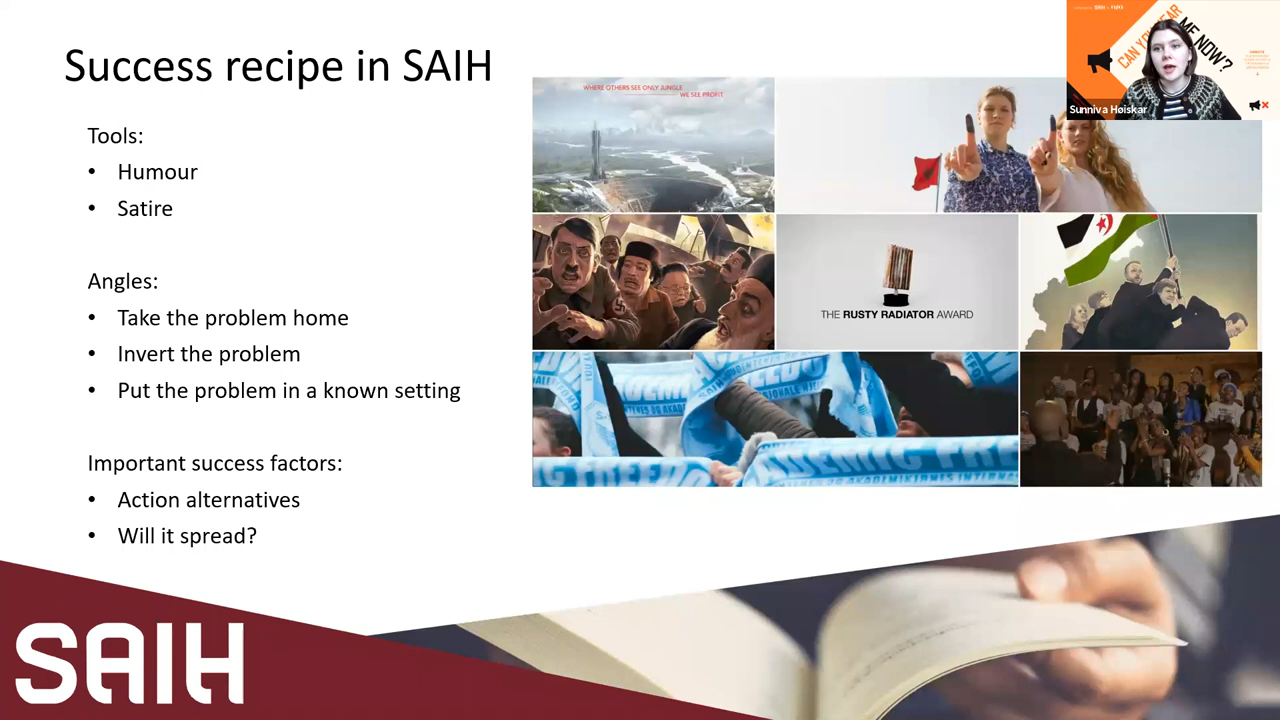 Success recipe in SAIH
Tools:
• Humour
• Satire
Angles:
• Take the problem home
• Invert the problem
• Put the problem in a known setting
Important success factors:
• Action alternatives
• Will it spread?
WHERE OTHERS SEE ONLY JUNGLE
WE SEE PROFIT
THE RUSTY RADIATOR AWARD
CAN YOU HEAR
ME NOW?
Sunniva Høiskar
SAIH